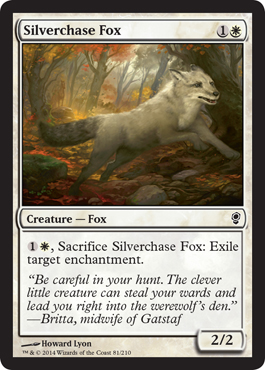 Silverchase Fox 1
Creature — Fox
1, Sacrifice Silverchase Fox: Exile
target enchantment.
“Be careful in your hunt. The clever
little creature can steal your wards and
lead you right into the werewolf’s den.”
—Britta, midwife of Gatstaf
2/2
Howard Lyon
™ & © 2014 Wizards of the Coast 81/210